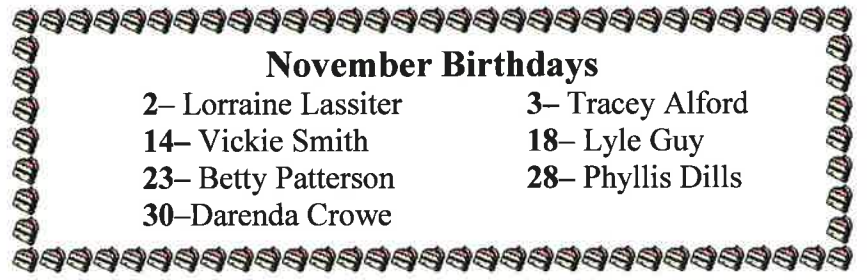 November Birthdays
2– Lorraine Lassiter 3– Tracey Alford
14– Vickie Smith 18– Lyle Guy
23– Betty Patterson 28– Phyllis Dills
30–Darenda Crowe